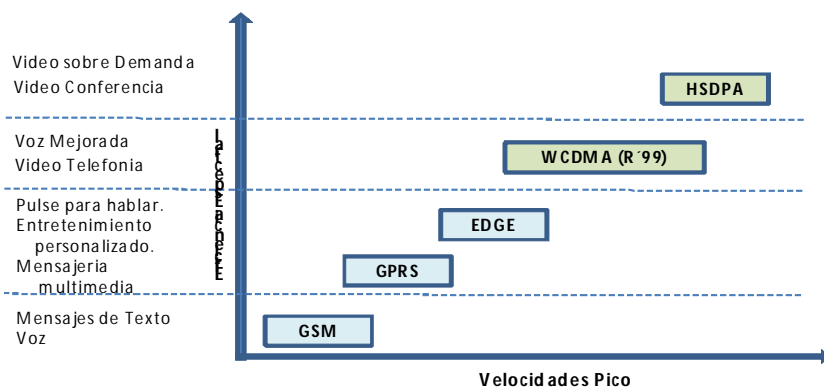 Video sobre Demanda
Video Conferencia
HSDPA
Voz Mejorada
Video Telefonia
WCDMA (R´99)
Pulse para hablar.
Entretenimiento
personalizado.
Mensajeria
multimedia
EDGE
GPRS
Mensajes de Texto
Voz
GSM
Velocidades Pico